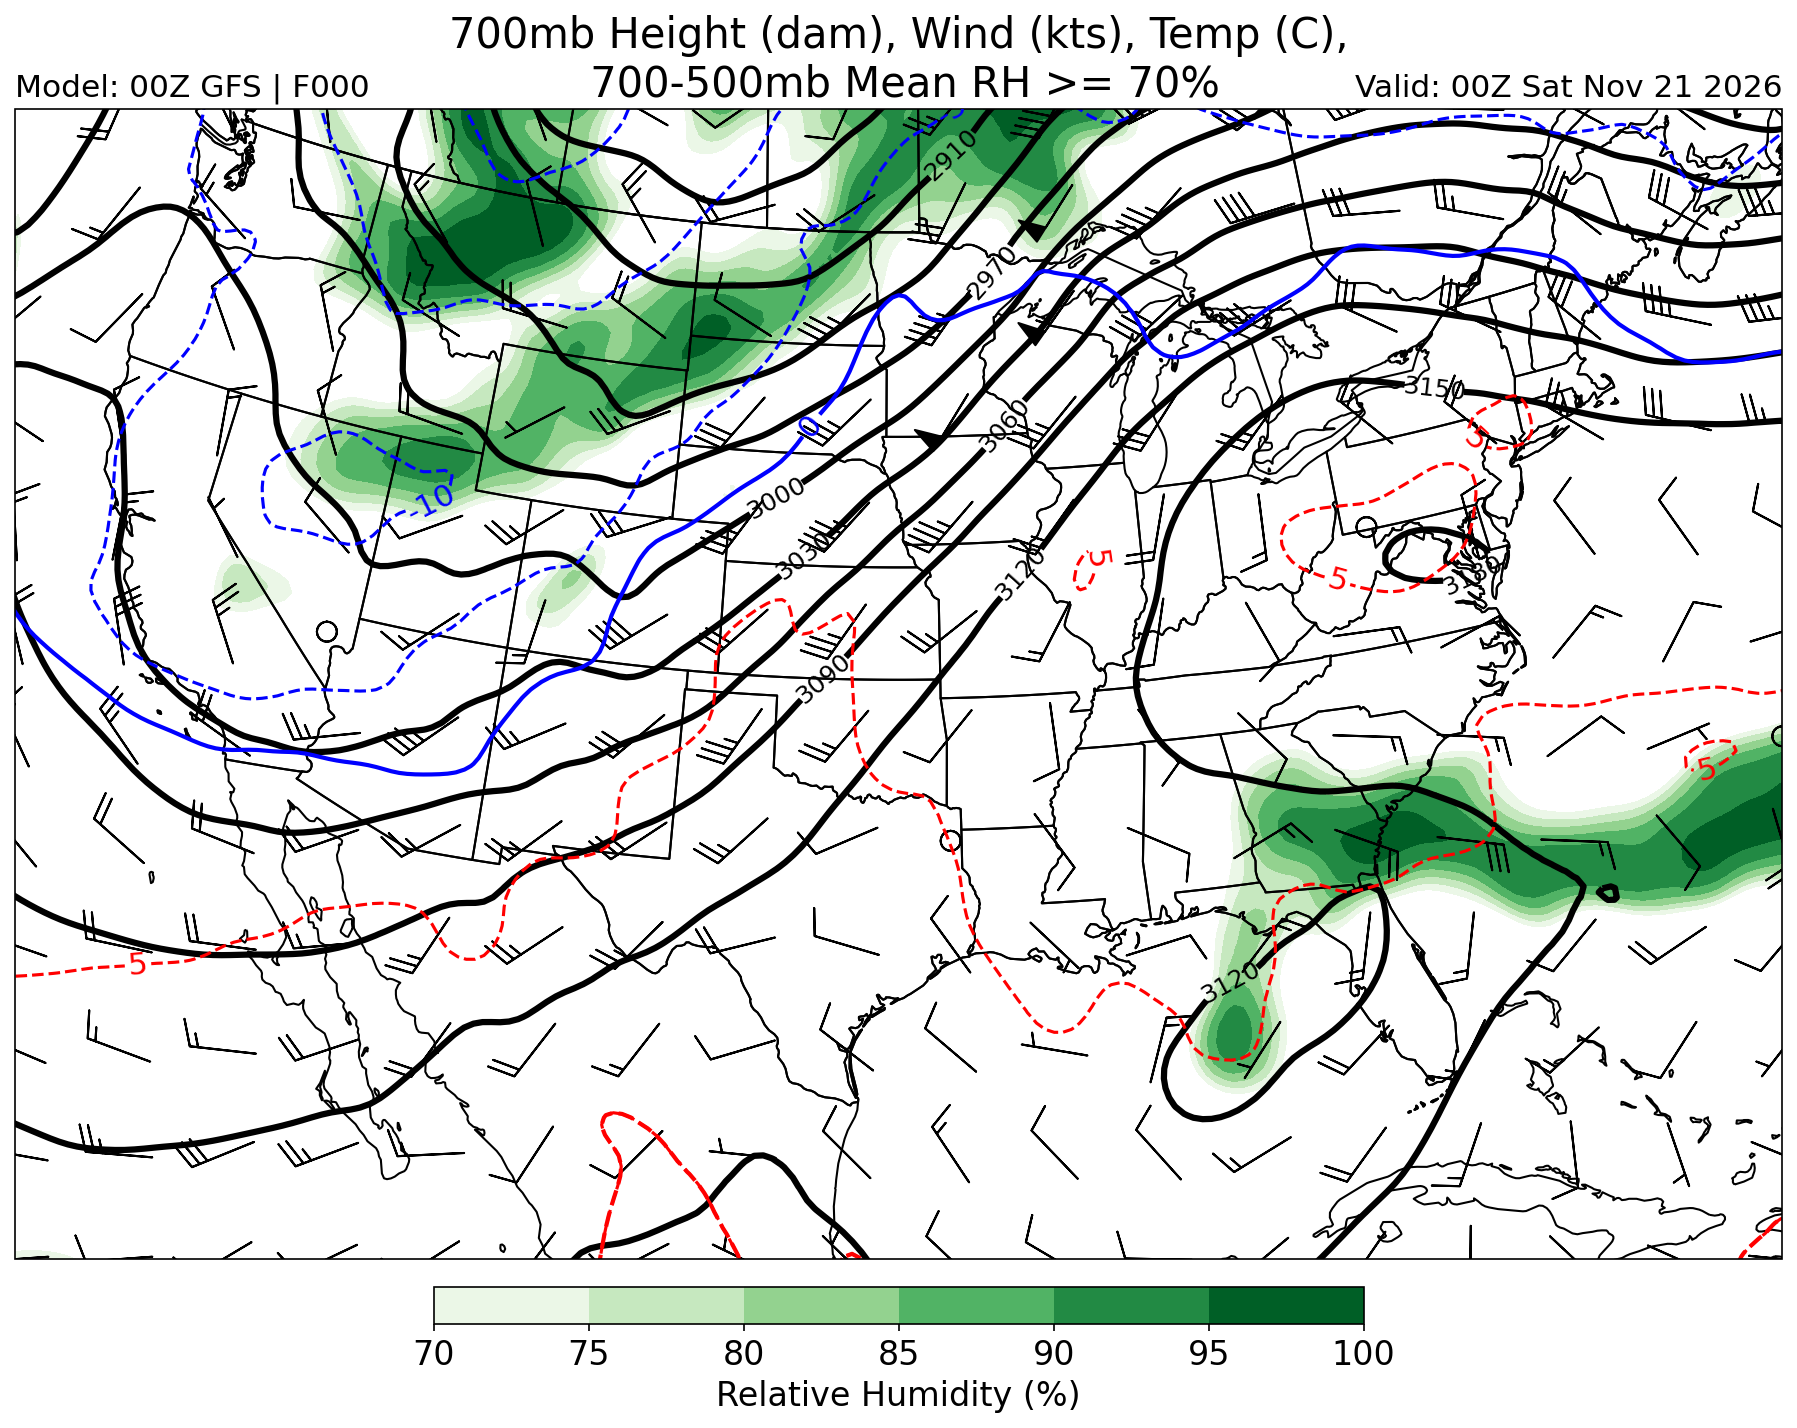 700mb Height (dam), Wind (kts), Temp (C),
700-500mb Mean RH >= 70%
Model: 00Z GFS | F000
Valid: 00Z Sat Nov 21 2026
2910
2970
3150
3060
5
0
-10
3000
3030
3120
5
5
3180
3090
5
5
3120
70 75 80 85 90 95 100
Relative Humidity (%)